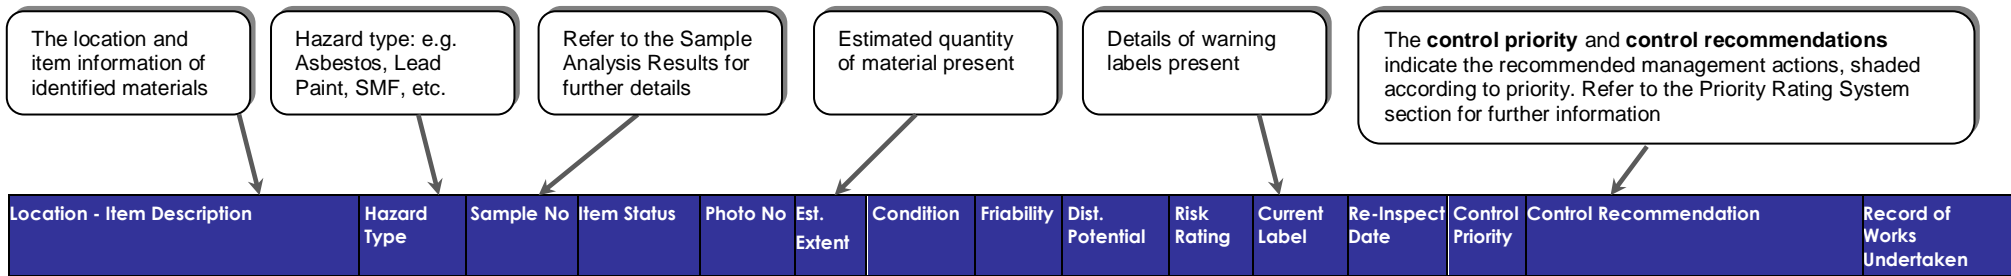 The location and
item information of
identified materials
Hazard type: e.g.
Asbestos, Lead
Paint, SMF, etc.
Refer to the Sample
Analysis Results for
further details
Estimated quantity
of material present
Details of warning
labels present
The control priority and control recommendations
indicate the recommended management actions, shaded
according to priority. Refer to the Priority Rating System
section for further information
Location - Item Description
Hazard
Type
Sample No
Item Status
Photo No
Est.
Extent
Condition
Friability
Dist.
Potential
Risk
Rating
Current
Label
Re-Inspect
Date
Control
Priority
Control Recommendation
Record of
Works
Undertaken